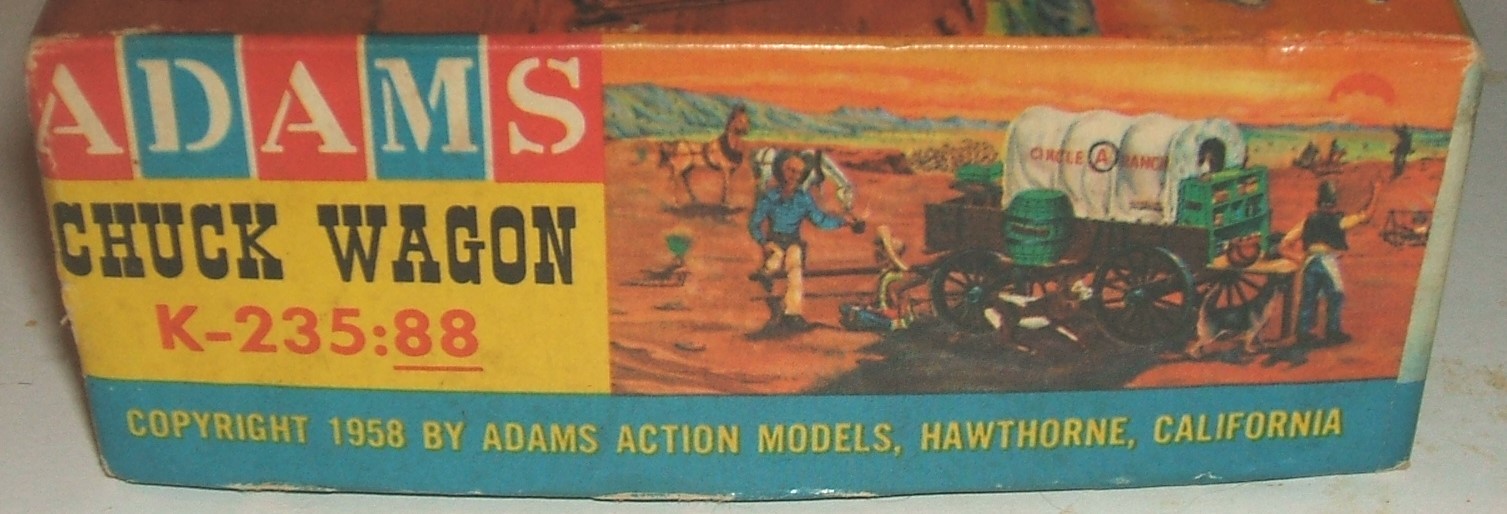 ADAMS
CHUCK WAGON
K-235:88
CIRCLE A RANCH
COPYRIGHT 1958 BY ADAMS ACTION MODELS, HAWTHORNE, CALIFORNIA